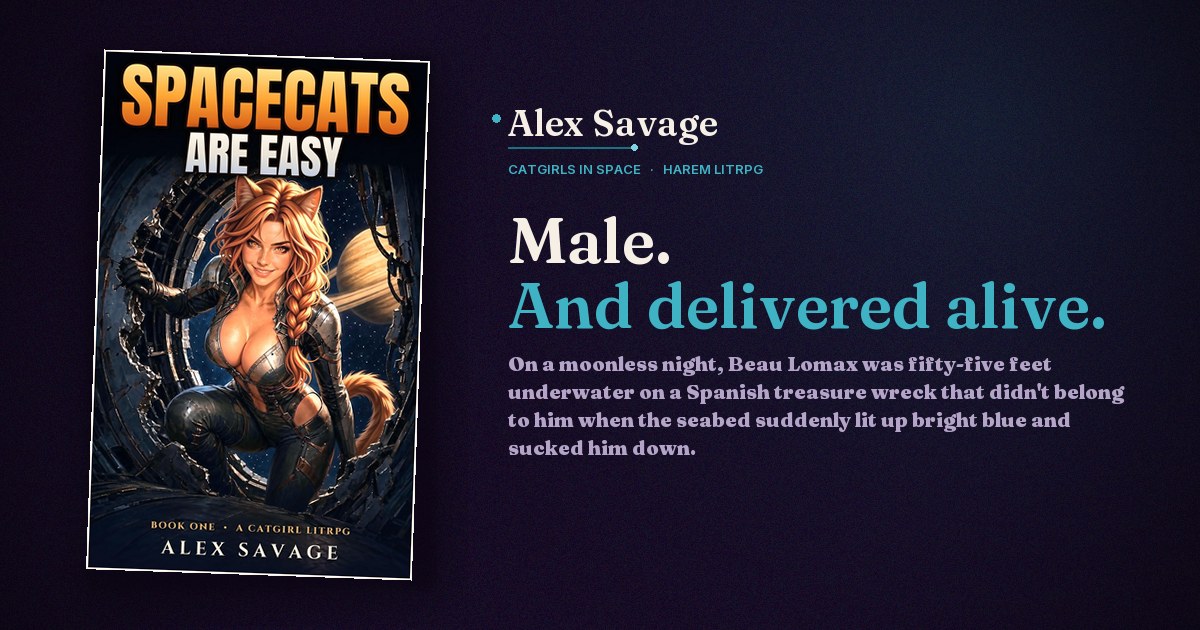 SPACECATS
ARE EASY
BOOK ONE • A CATGIRL LITRPG
ALEX SAVAGE
Alex Savage
CATGIRLS IN SPACE · HAREM LITRPG
Male.
And delivered alive.
On a moonless night, Beau Lomax was fifty-five feet
underwater on a Spanish treasure wreck that didn't belong
to him when the seabed suddenly lit up bright blue and
sucked him down.